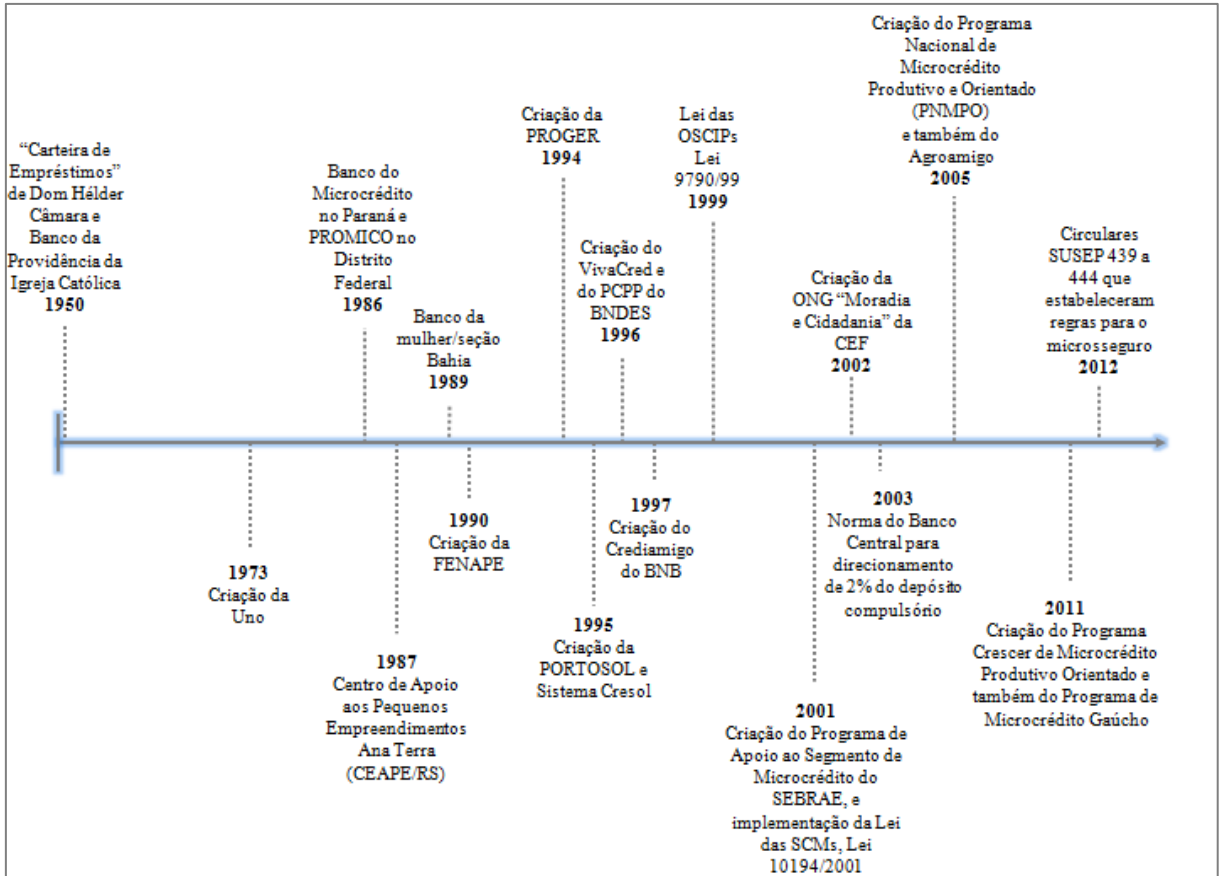 “Carteira de
Empréstimos”
de Dom Hélder
Câmara e
Banco da
Providência da
Igreja Católica
1950
1973
Criação da
Uno
Banco do
Microcrédito
no Paraná e
PROMICO no
Distrito
Federal
1986
1987
Centro de Apoio
aos Pequenos
Empreendimentos
Ana Terra
(CEAPE/RS)
Banco da
mulher/seção
Bahia
1989
1990
Criação da
FENAPE
Criação da
PROGER
1994
1995
Criação da
PORTOSOL e
Sistema Cresol
Criação do
VivaCred e
do PCPP do
BNDES
1996
1997
Criação do
Crediamigo
do BNB
Lei das
OSCIPs
Lei
9790/99
1999
2001
Criação do Programa de
Apoio ao Segmento de
Microcrédito do
SEBRAE, e
implementação da Lei
das SCMs, Lei
10194/2001
Criação da
ONG “Moradia
e Cidadania” da
CEF
2002
2003
Norma do Banco
Central para
direcionamento
de 2% do depósito
compulsório
Criação do Programa
Nacional de
Microcrédito
Produtivo e Orientado
(PNMPO)
e também do
Agroamigo
2005
2011
Criação do Programa
Crescer de Microcrédito
Produtivo Orientado e
também do Programa de
Microcrédito Gaúcho
Circulares
SUSEP 439 a
444 que
estabeleceram
regras para o
microsseguro
2012